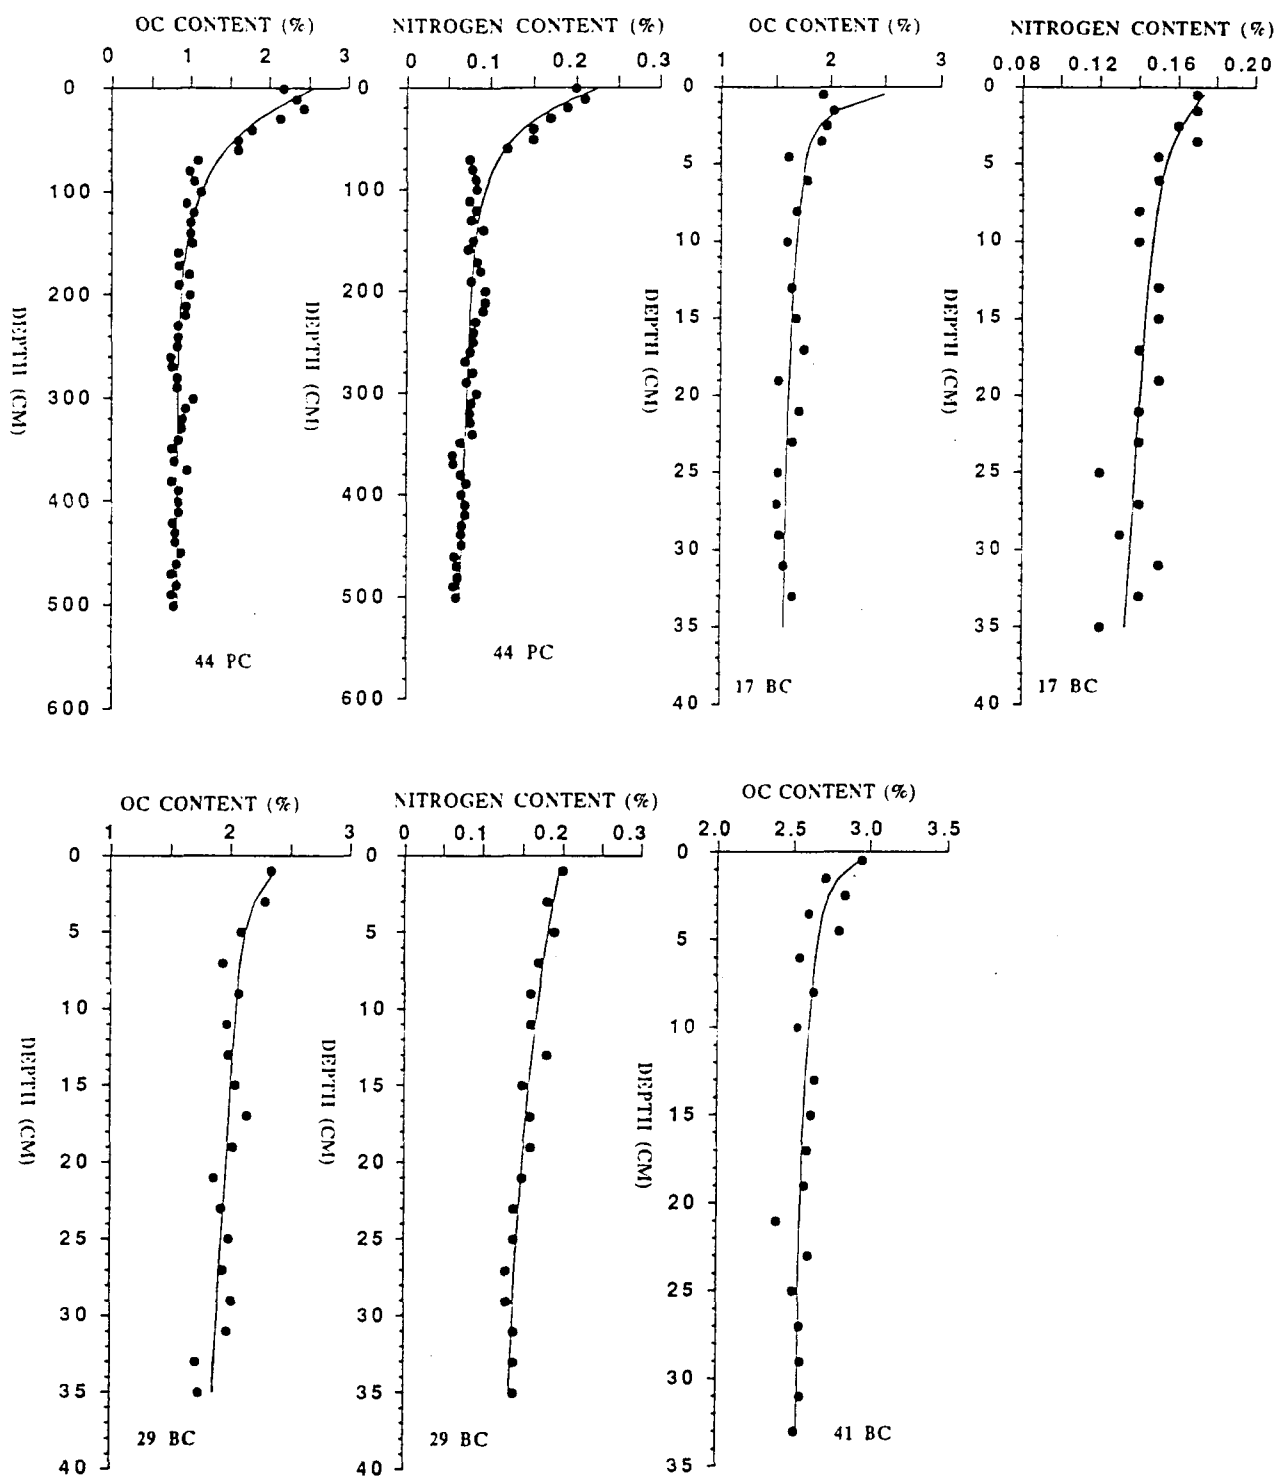 OC CONTENT (%)
0 1 2 3
0
100
200
300
400
500
600
DEPTH (CM)
44 PC
NITROGEN CONTENT (%)
0 0.1 0.2 0.3
0
100
200
300
400
500
600
DEPTH (CM)
44 PC
OC CONTENT (%)
1 2 3
0
5
10
15
20
25
30
35
40
DEPTH (CM)
17 BC
NITROGEN CONTENT (%)
0.08 0.12 0.16 0.20
0
5
10
15
20
25
30
35
40
DEPTH (CM)
17 BC
OC CONTENT (%)
1 2 3
0
5
10
15
20
25
30
35
40
DEPTH (CM)
29 BC
NITROGEN CONTENT (%)
0 0.1 0.2 0.3
0
5
10
15
20
25
30
35
40
DEPTH (CM)
29 BC
OC CONTENT (%)
2.0 2.5 3.0 3.5
0
5
10
15
20
25
30
35
DEPTH (CM)
41 BC